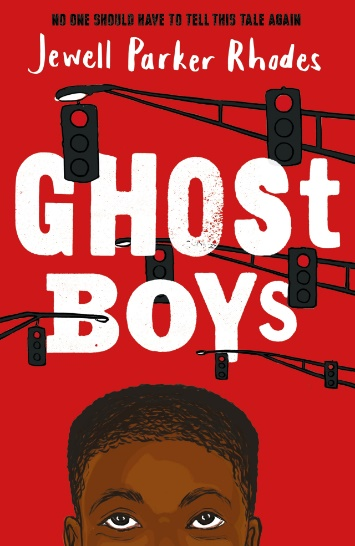 NO ONE SHOULD HAVE TO TELL THIS TALE AGAIN
Jewell Parker Rhodes
GHOSt
BOYS